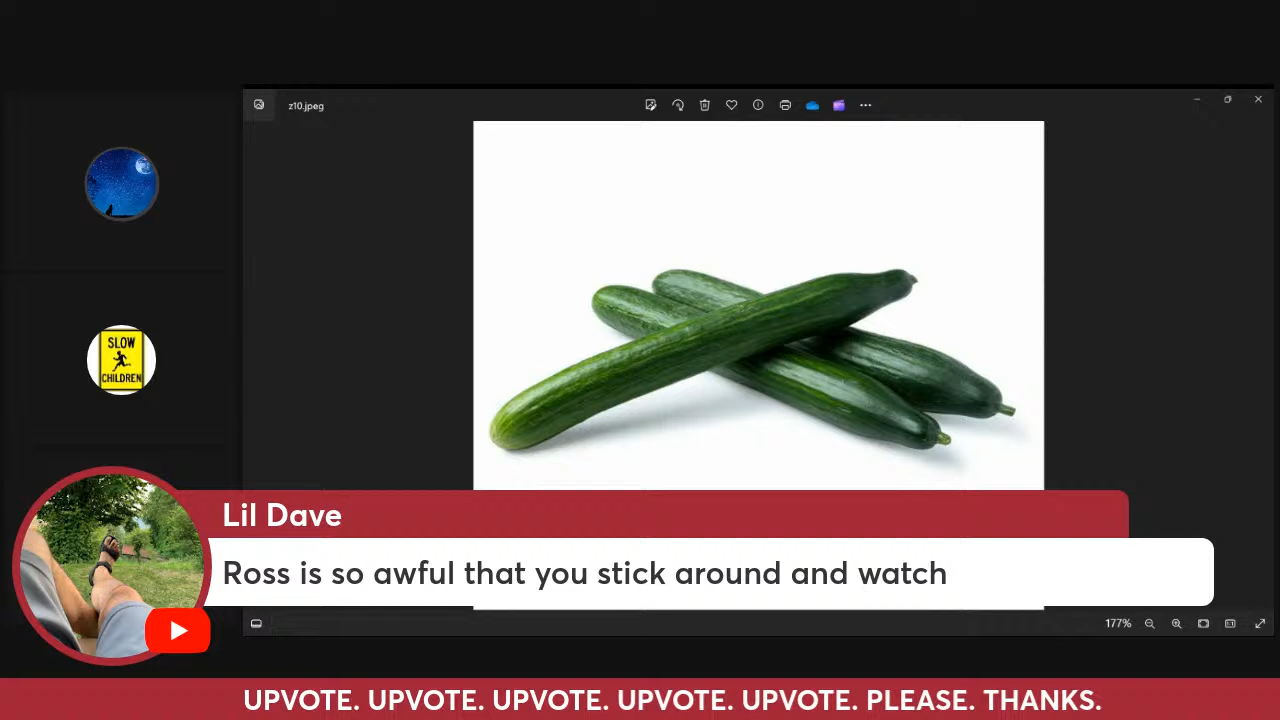 z10.jpeg
SLOW
CHILDREN
Lil Dave
Ross is so awful that you stick around and watch
177%
UPVOTE. UPVOTE. UPVOTE. UPVOTE. UPVOTE. PLEASE. THANKS.